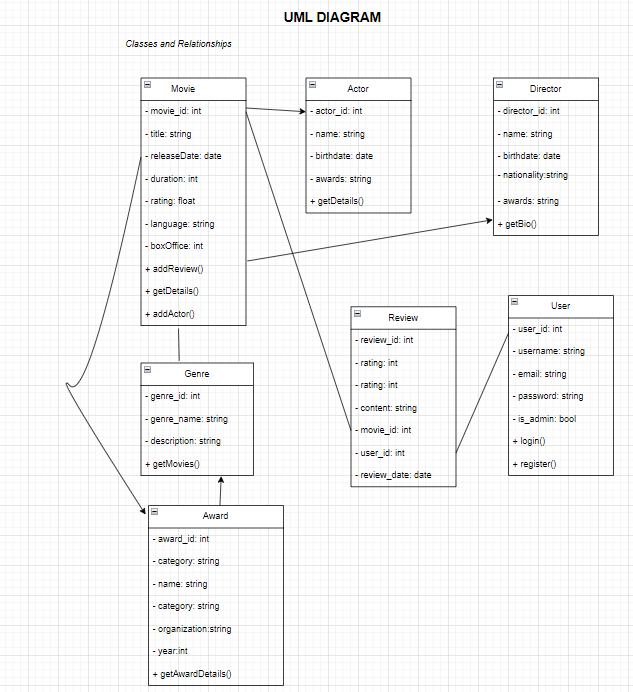 UML DIAGRAM
Classes and Relationships
Movie
- movie_id: int
- title: string
- releaseDate: date
- duration: int
- rating: float
- language: string
- boxOffice: int
+ addReview()
+ getDetails()
+ addActor()
Actor
- actor_id: int
- name: string
- birthdate: date
- awards: string
+ getDetails()
Director
- director_id: int
- name: string
- birthdate: date
- nationality:string
- awards: string
+ getBio()
Review
- review_id: int
- rating: int
- rating: int
- content: string
- movie_id: int
- user_id: int
- review_date: date
User
- user_id: int
- username: string
- email: string
- password: string
- is_admin: bool
+ login()
+ register()
Genre
- genre_id: int
- genre_name: string
- description: string
+ getMovies()
Award
- award_id: int
- category: string
- name: string
- category: string
- organization:string
- year:int
+ getAwardDetails()